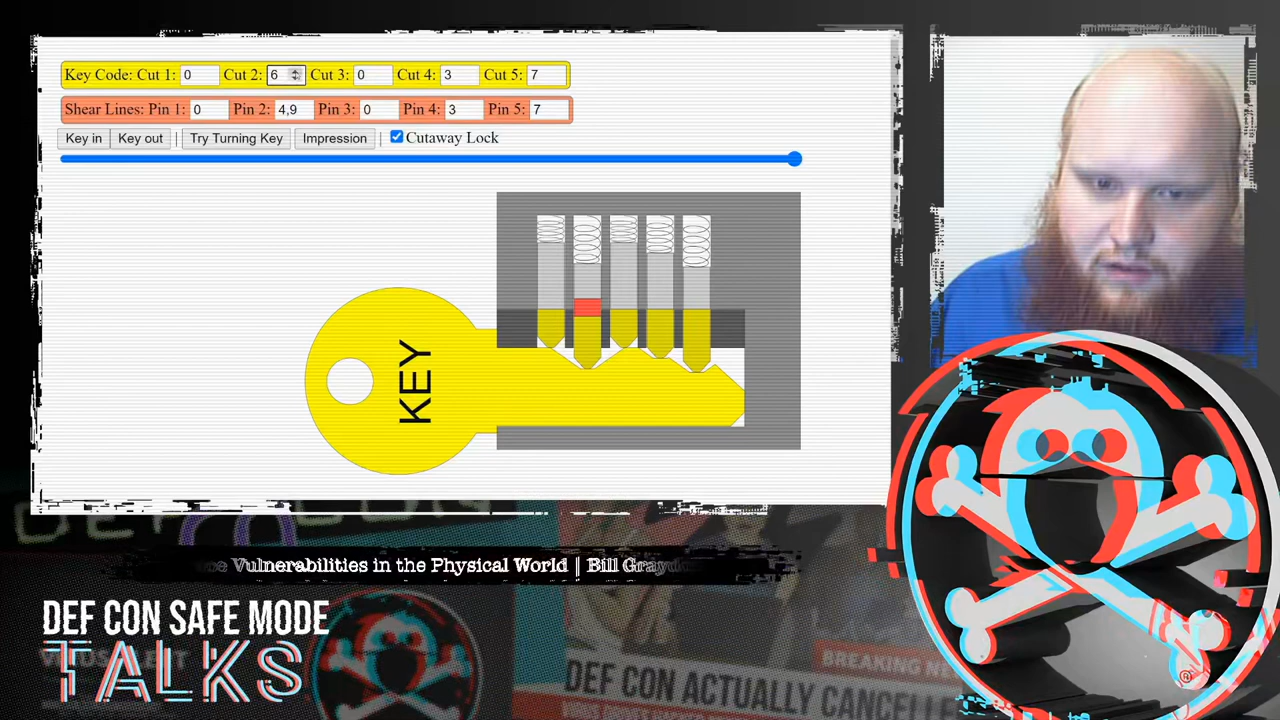 Key Code: Cut 1: 0 Cut 2: 6 Cut 3: 0 Cut 4: 3 Cut 5: 7
Shear Lines: Pin 1: 0 Pin 2: 4,9 Pin 3: 0 Pin 4: 3 Pin 5: 7
Key in Key out | Try Turning Key Impression | Cutaway Lock
KEY
Vulnerabilities in the Physical World | Bill
DEF CON SAFE MODE
TALKS
BREAKING
DEF CON ACTUALLY
®